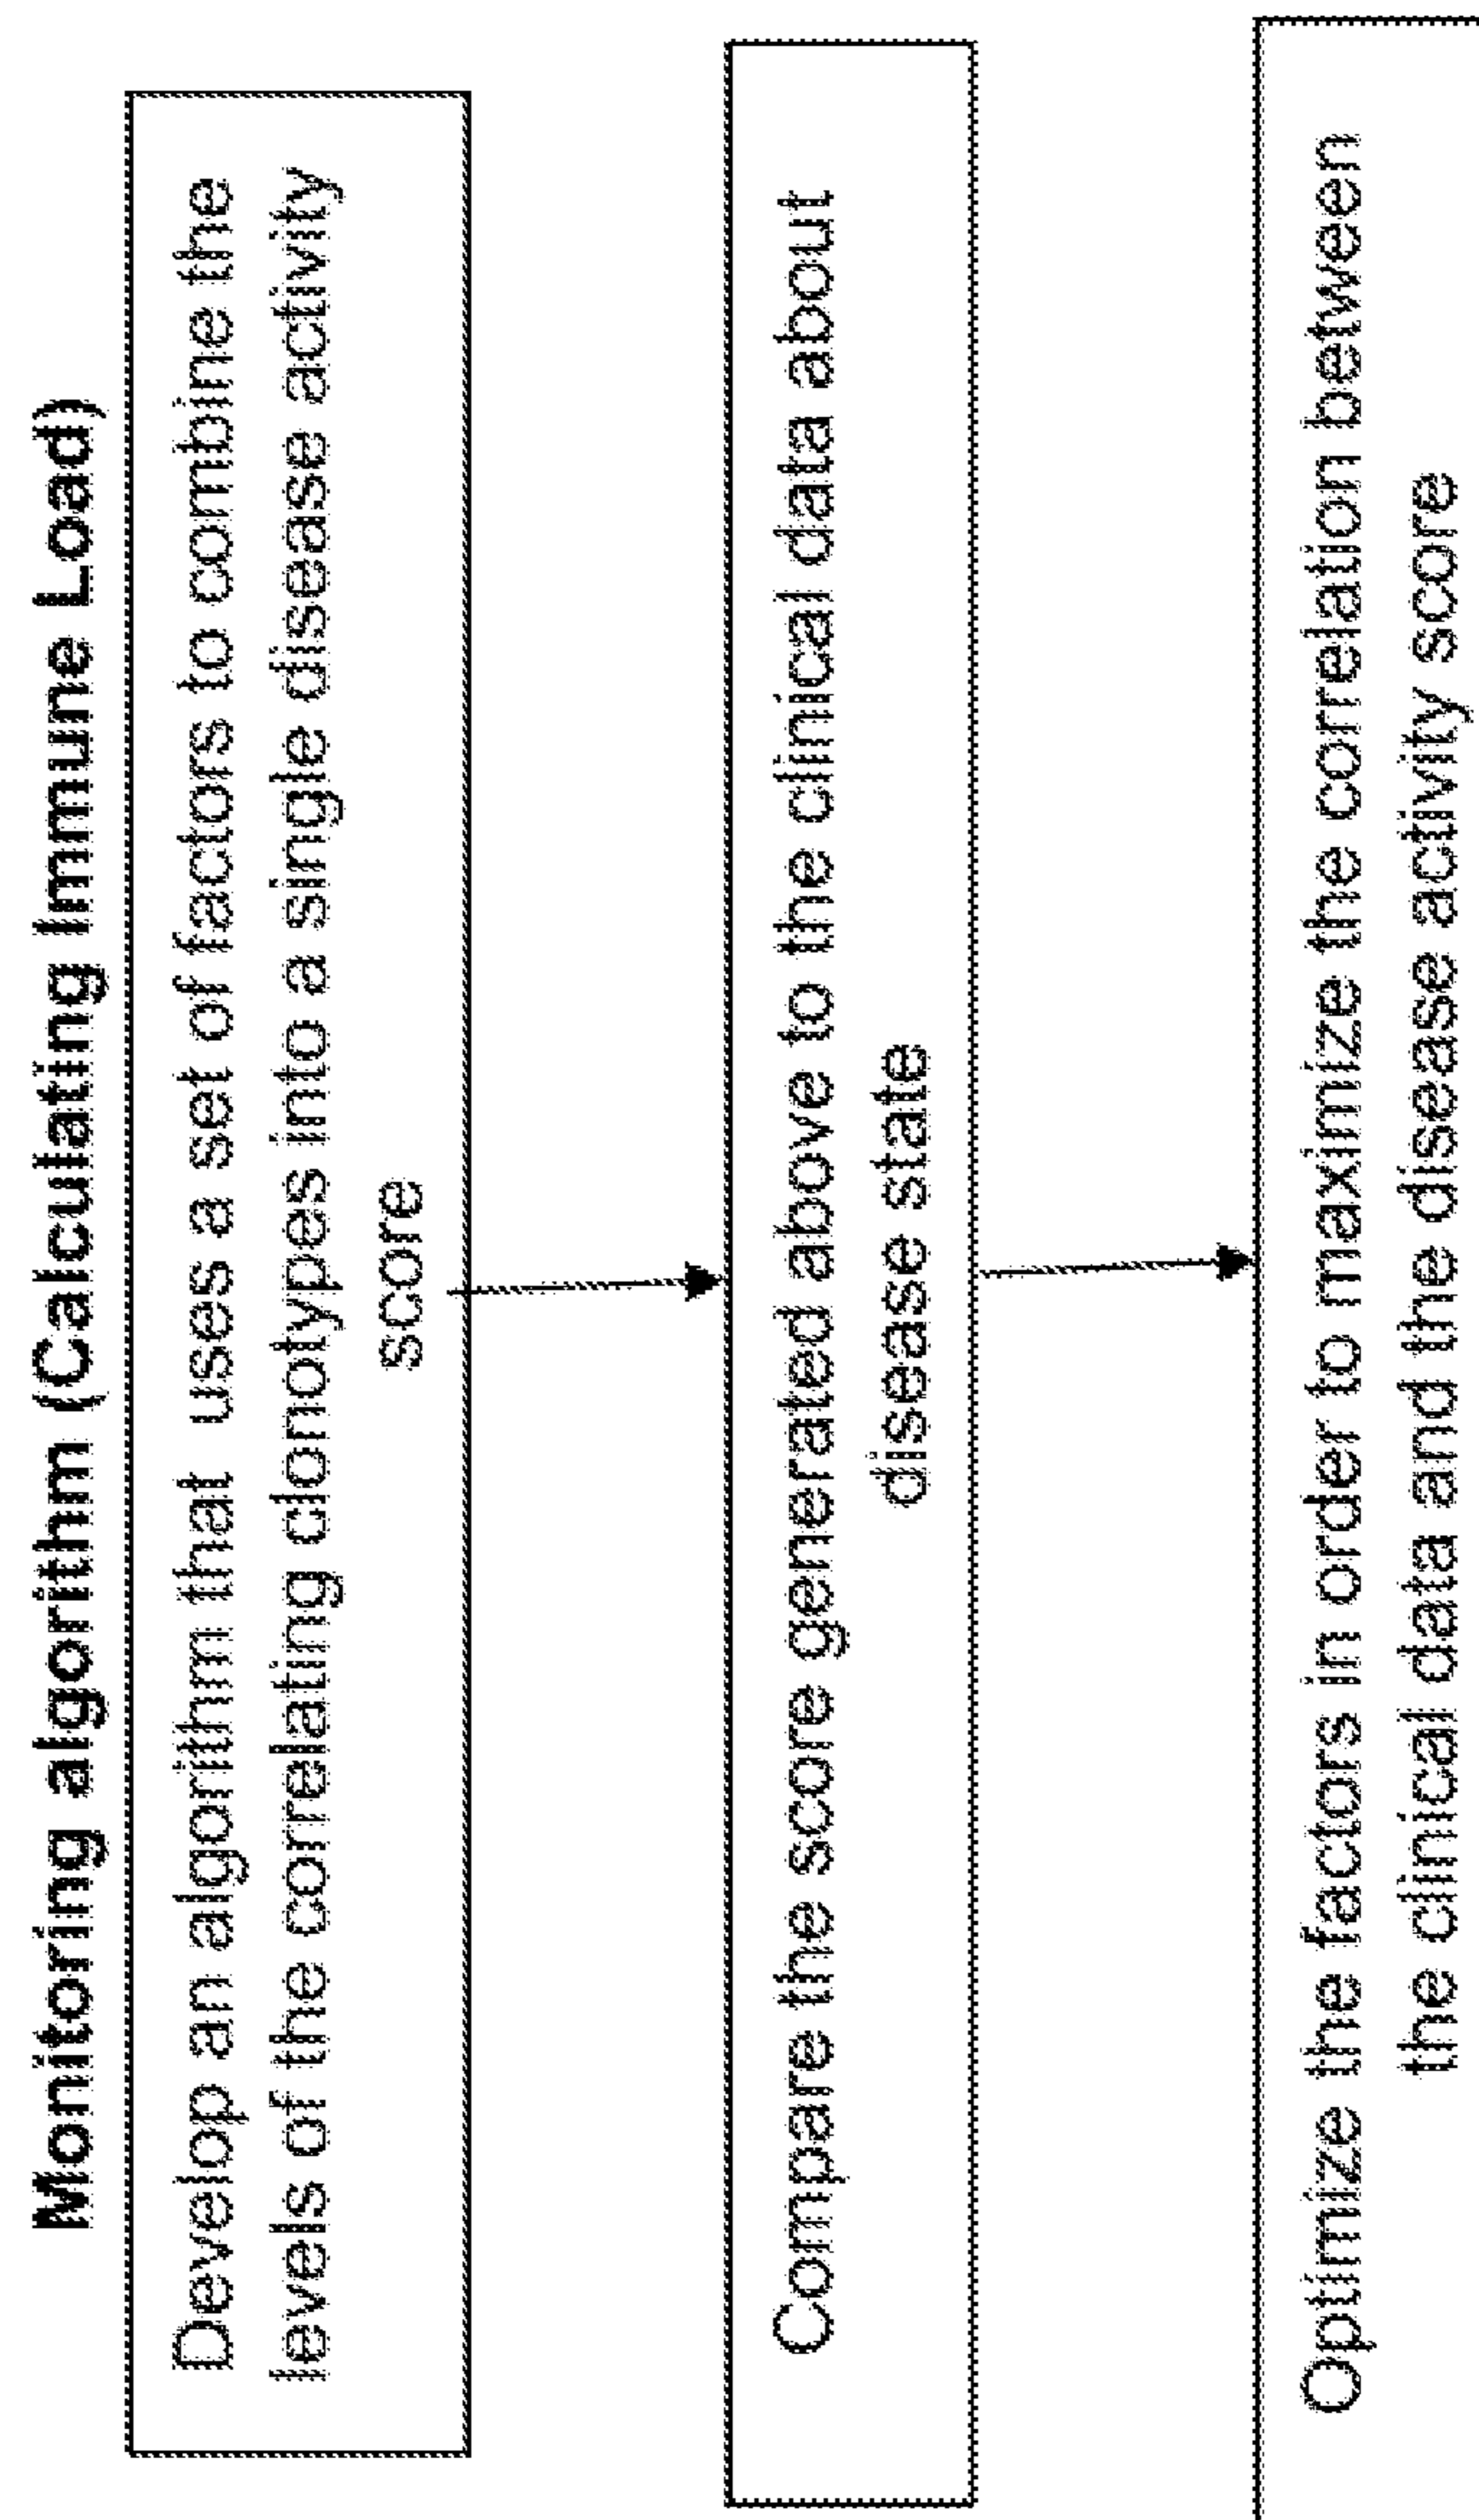 Monitoring algorithm (Calculating Immune Load)
Develop an algorithm that uses a set of factors to combine the
levels of the correlating clonotypes into a single disease activity
score
Compare the score generated above to the clinical data about
disease state
Optimize the factors in order to maximize the correlation between
the clinical data and the disease activity score